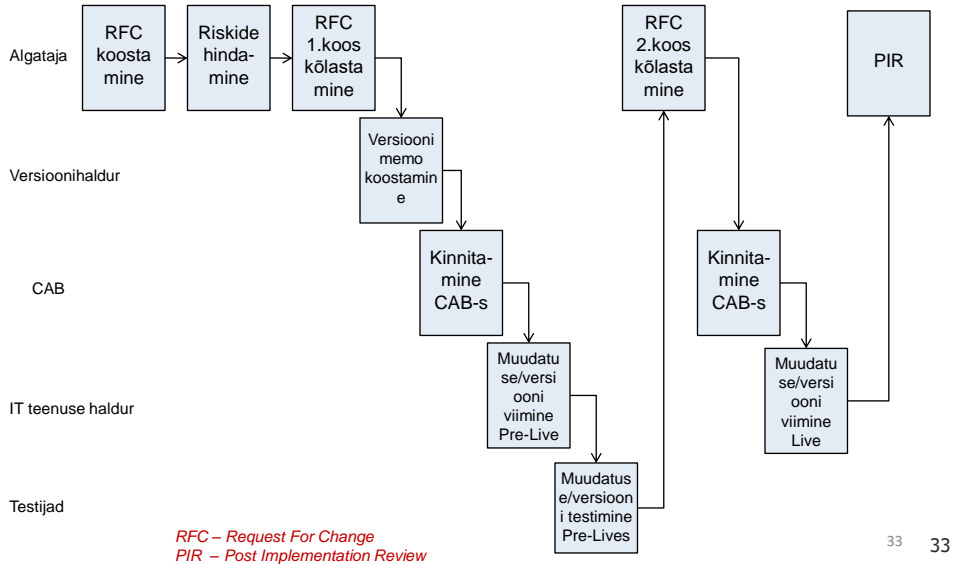 Algataja
RFC
koosta
mine
Riskide
hinda-
mine
RFC
1.koos
kõlasta
mine
RFC
2.koos
kõlasta
mine
PIR
Versioonihaldur
Versiooni
memo
koostamin
e
CAB
Kinnita-
mine
CAB-s
Kinnita-
mine
CAB-s
IT teenuse haldur
Muudatu
se/versi
ooni
viimine
Pre-Live
Muudatu
se/versi
ooni
viimine
Live
Testijad
Muudatus
e/versioon
i testimine
Pre-Lives
RFC – Request For Change
PIR – Post Implementation Review
33
33